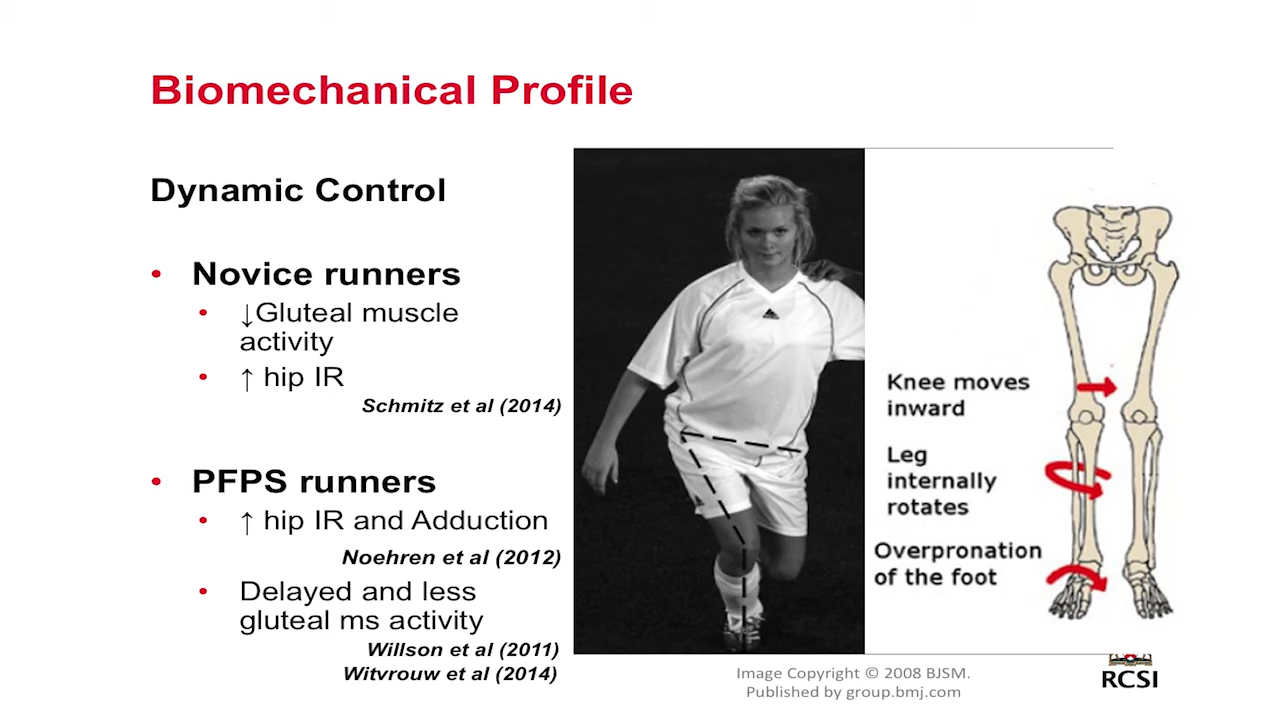 Biomechanical Profile
Dynamic Control
• Novice runners
• ↓Gluteal muscle
activity
• ↑ hip IR
Schmitz et al (2014)
• PFPS runners
• ↑ hip IR and Adduction
Noehren et al (2012)
• Delayed and less
gluteal ms activity
Willson et al (2011)
Witvrouw et al (2014)
Knee moves
inward
Leg
internally
rotates
Overpronation
of the foot
Image Copyright © 2008 BJSM.
Published by group.bmj.com
RCSI